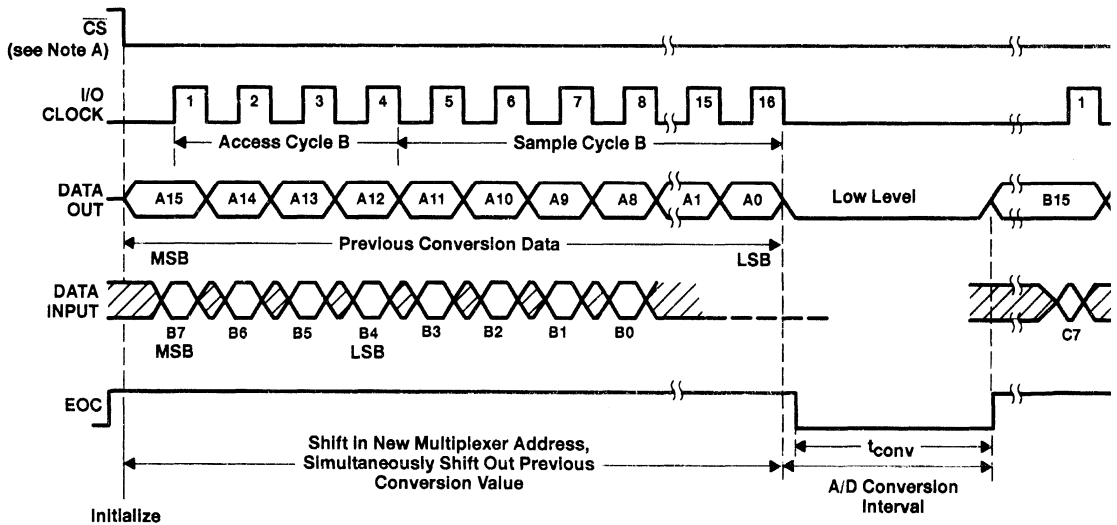 CS
(see Note A)
I/O
CLOCK
1 2 3 4 5 6 7 8 15 16 1
Access Cycle B
Sample Cycle B
DATA
OUT
A15 A14 A13 A12 A11 A10 A9 A8 A1 A0 Low Level B15
Previous Conversion Data
MSB LSB
DATA
INPUT
B7 B6 B5 B4 B3 B2 B1 B0 C7
MSB LSB
EOC
tconv
Shift in New Multiplexer Address,
Simultaneously Shift Out Previous
Conversion Value
A/D Conversion
Interval
Initialize